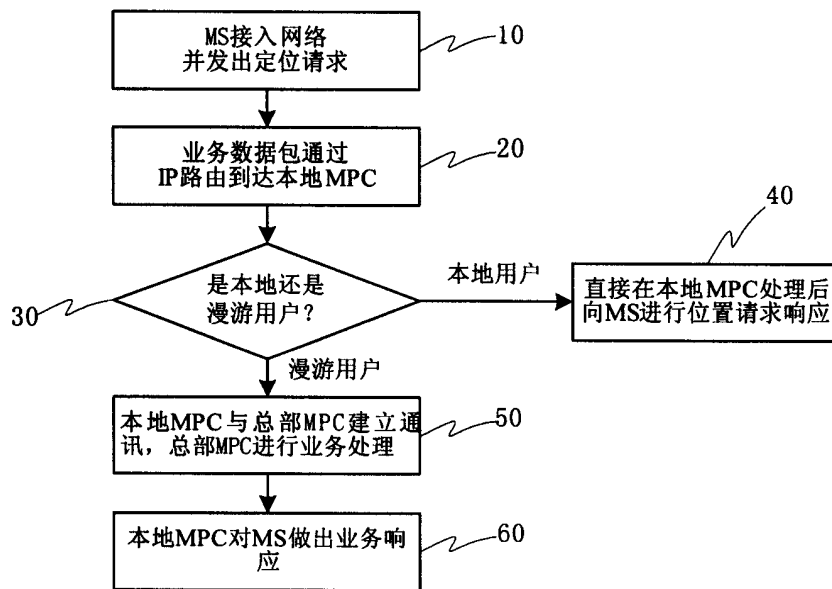 MS接入网络
并发出定位请求
10
业务数据包通过
IP路由到达本地MPC
20
是本地还是
漫游用户？
30
本地用户
40
直接在本地MPC处理后
向MS进行位置请求响应
漫游用户
本地MPC与总部MPC建立通
讯，总部MPC进行业务处理
50
本地MPC对MS做出业务响
应
60